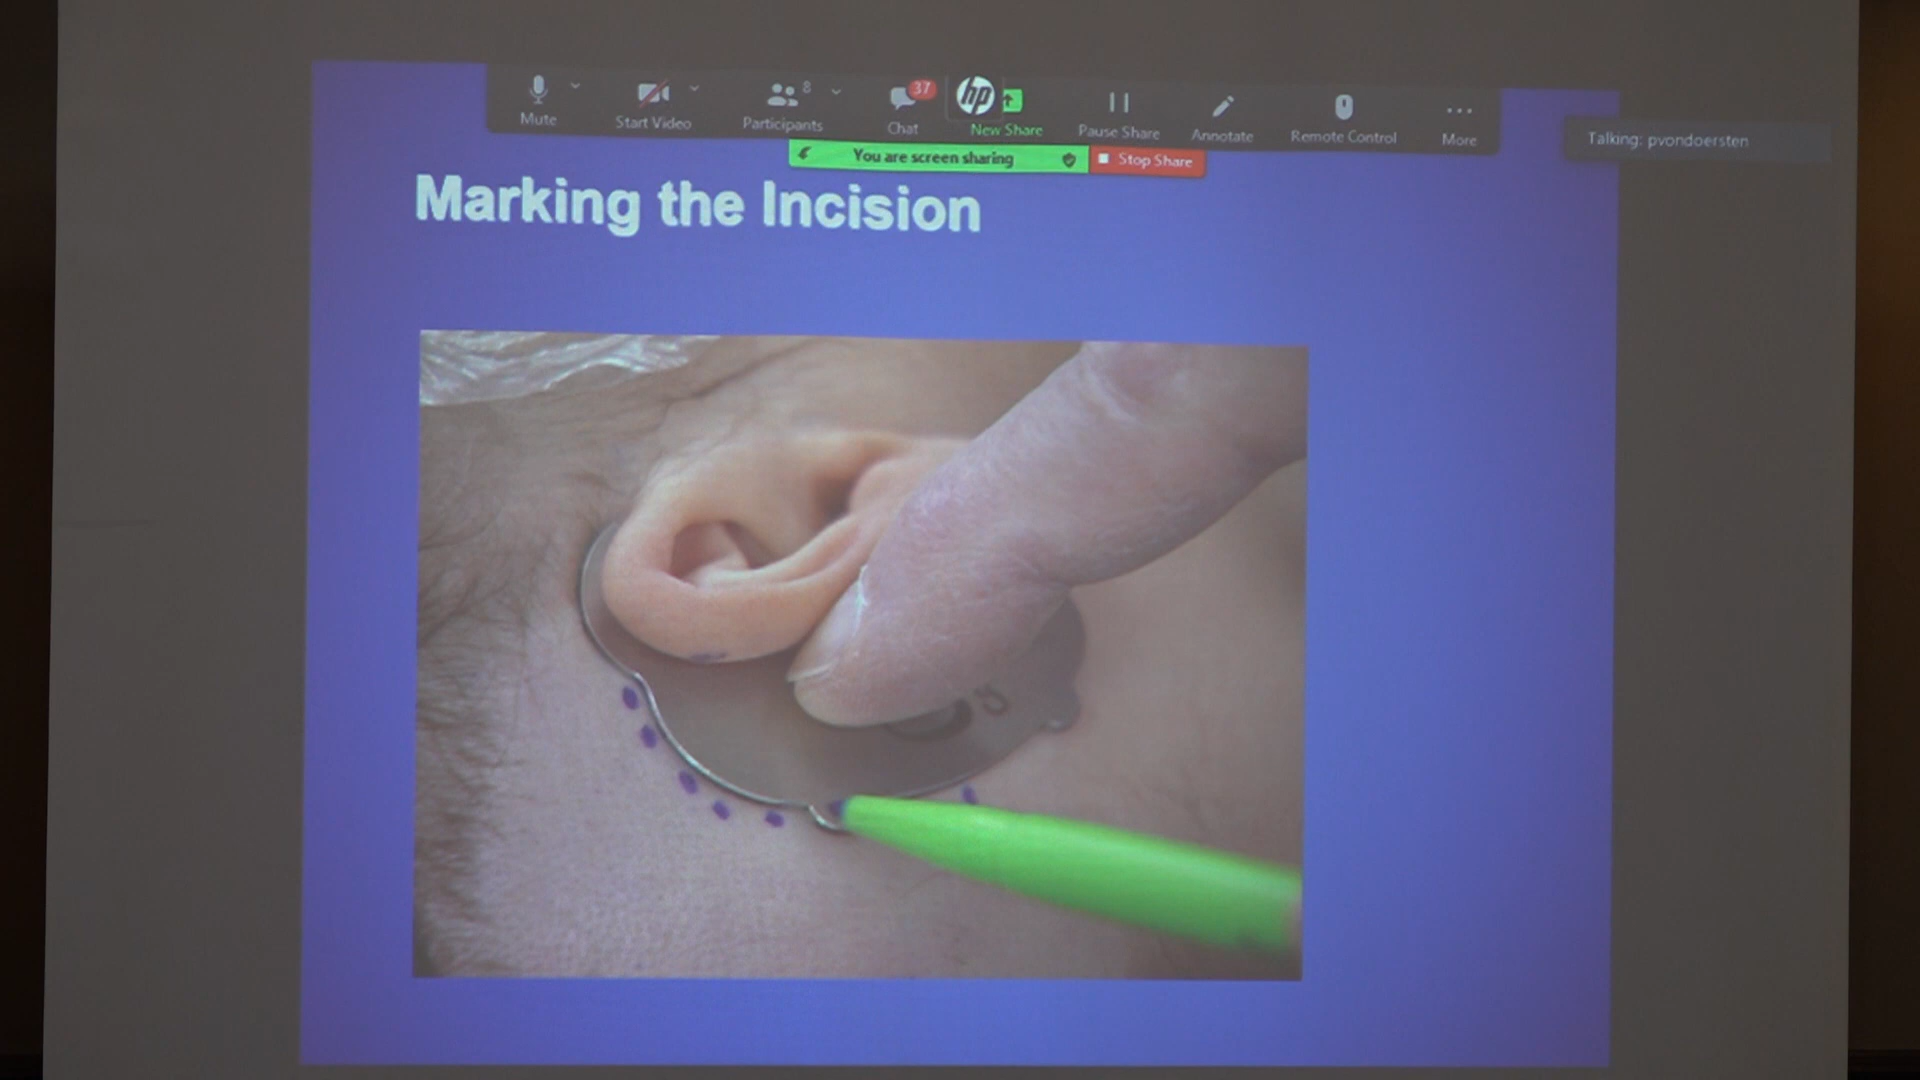 Mute
Start Video
Participants
8
Chat
37
hp
New Share
Pause Share
Annotate
Remote Control
More
Talking: pvondoersten
You are screen sharing
Stop Share
Marking the Incision